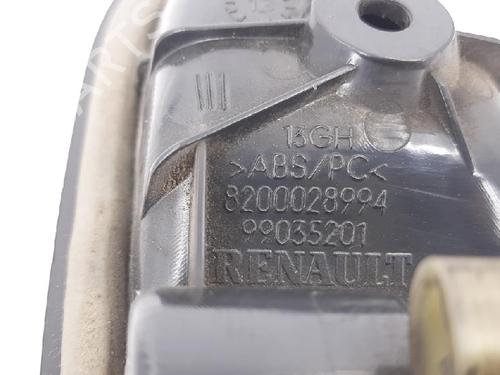 15GH
>ABS/PC<
8200028994
99035201
RENAULT